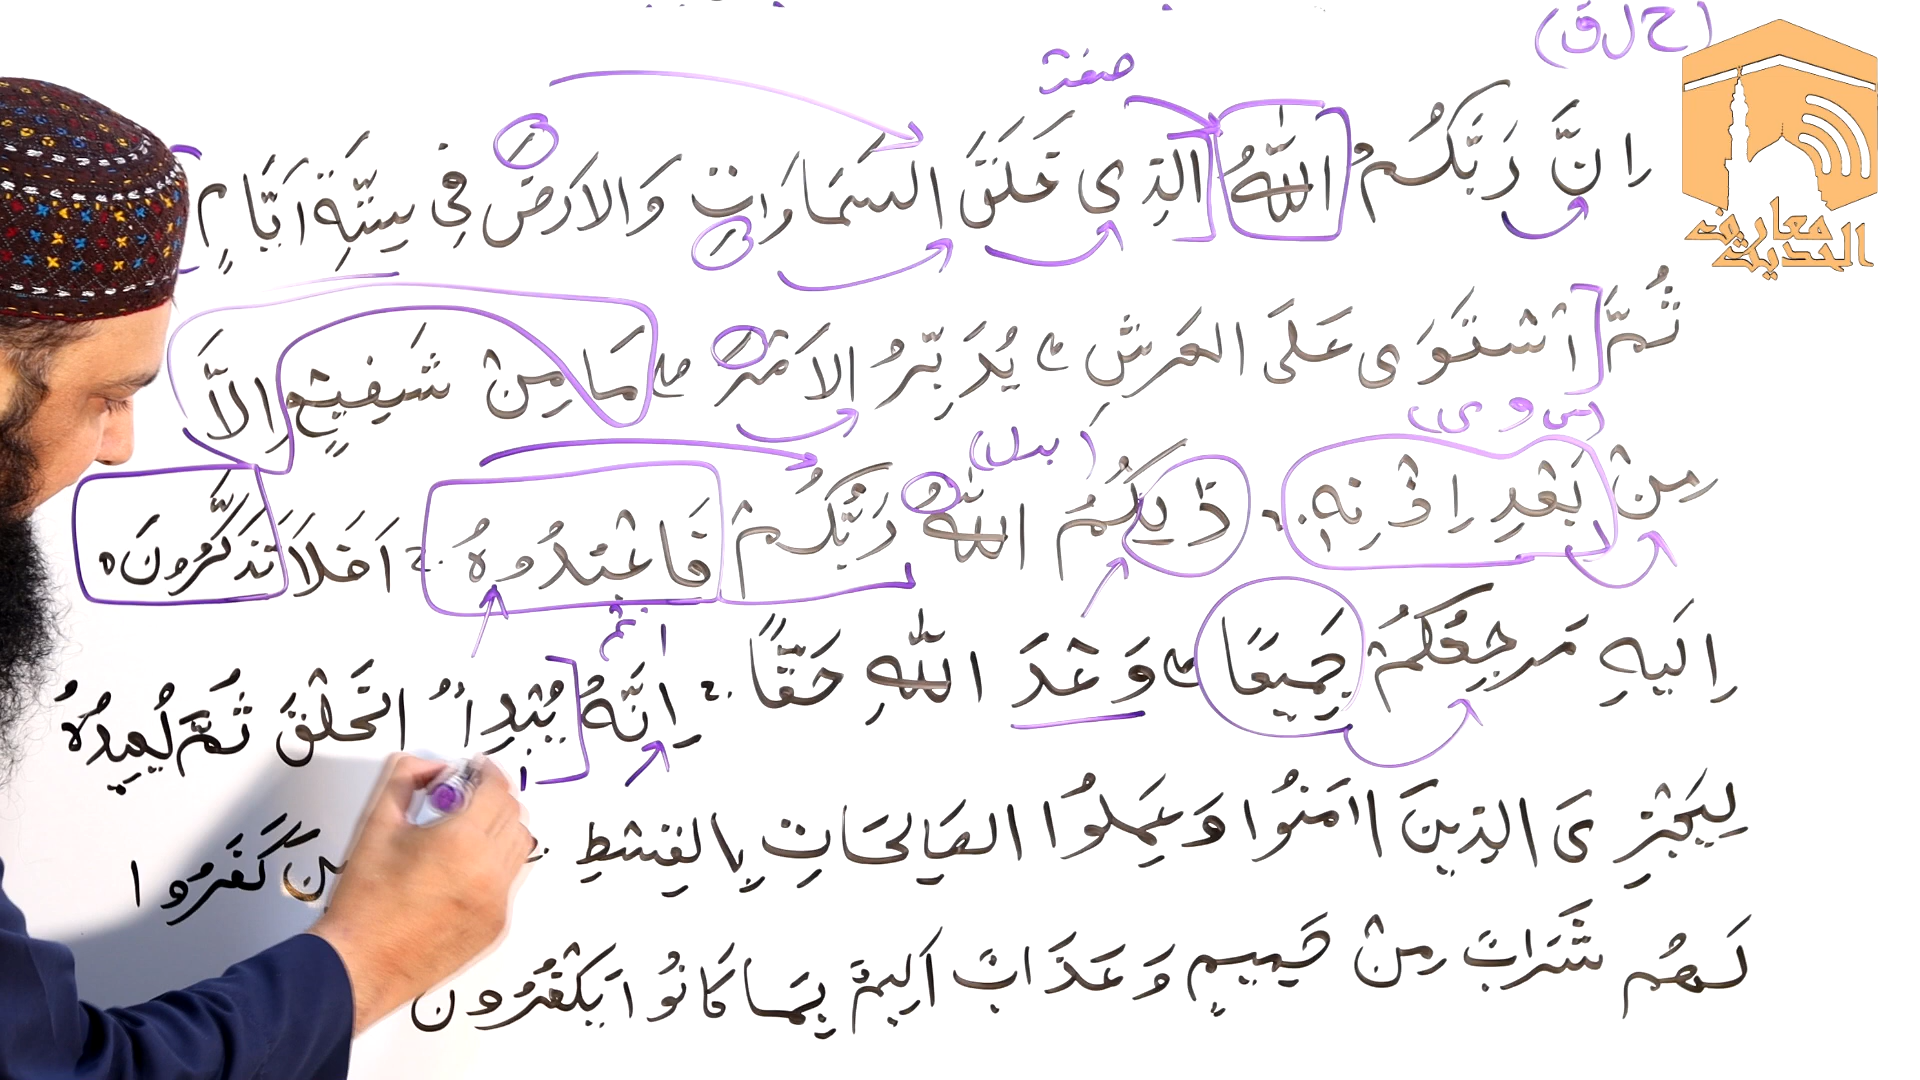 (خ ل ق)
صفت
اِنَّ رَبَّكُمُ اللّٰهُ الَّذِى خَلَقَ السَّمَاوَاتِ وَالْاَرْضَ فِى سِتَّةِ اَيَّامٍ
ثُمَّ اسْتَوَى عَلَى الْعَرْشِ ط يُدَبِّرُ الْاَمْرَ ط مَا مِنْ شَفِيعٍ اِلَّا
(س و ى)
(بدل)
مِنْ بَعْدِ اِذْنِهٖ ط ذٰلِكُمُ اللّٰهُ رَبُّكُمْ فَاعْبُدُوهُ ط اَفَلَا تَذَكَّرُونَ ه
اِلَيْهِ مَرْجِعُكُمْ جَمِيعًا ط وَعْدَ اللّٰهِ حَقًّا ط اِنَّهُ يُبْدِاُ الْخَلْقَ ثُمَّ يُعِيدُهُ
لِيَجْزِىَ الَّذِينَ اامَنُوا وَعَمِلُوا الصَّالِحَاتِ بِالْقِسْطِ كَفَرُوا
لَهُمْ شَرَابٌ مِنْ حَمِيمٍ وَعَذَابٌ اَلِيمٌ بِمَا كَانُوا يَكْفُرُونَ
معارف
الحديث